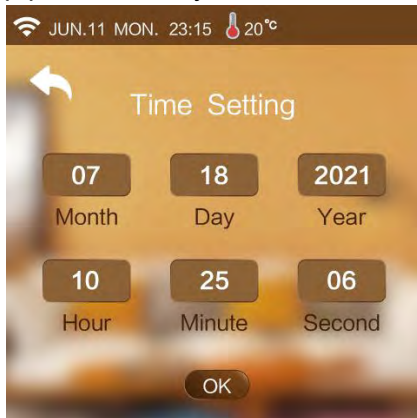 JUN.11 MON. 23:15 20°C
Time Setting
07 18 2021
Month Day Year
10 25 06
Hour Minute Second
OK